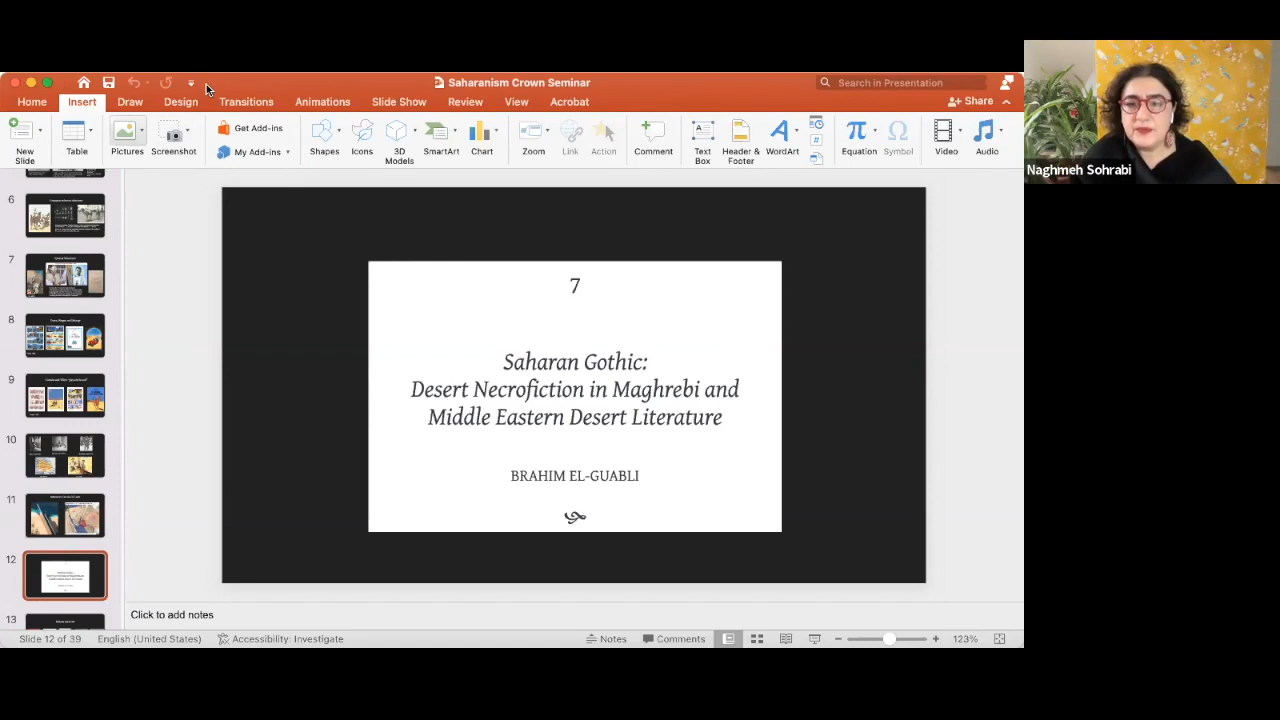 Saharanism Crown Seminar
Search in Presentation
Home Insert Draw Design Transitions Animations Slide Show Review View Acrobat
Share
New Slide
Table
Pictures
Screenshot
Get Add-ins
My Add-ins
Shapes
Icons
3D Models
SmartArt
Chart
Zoom
Link
Action
Comment
Text Box
Header & Footer
WordArt
Equation
Symbol
Video
Audio
Naghmeh Sohrabi
6
7
8
9
10
11
12
13
7
Saharan Gothic:
Desert Necrofiction in Maghrebi and
Middle Eastern Desert Literature
BRAHIM EL-GUABLI
Click to add notes
Slide 12 of 39 English (United States) Accessibility: Investigate Notes Comments 123%